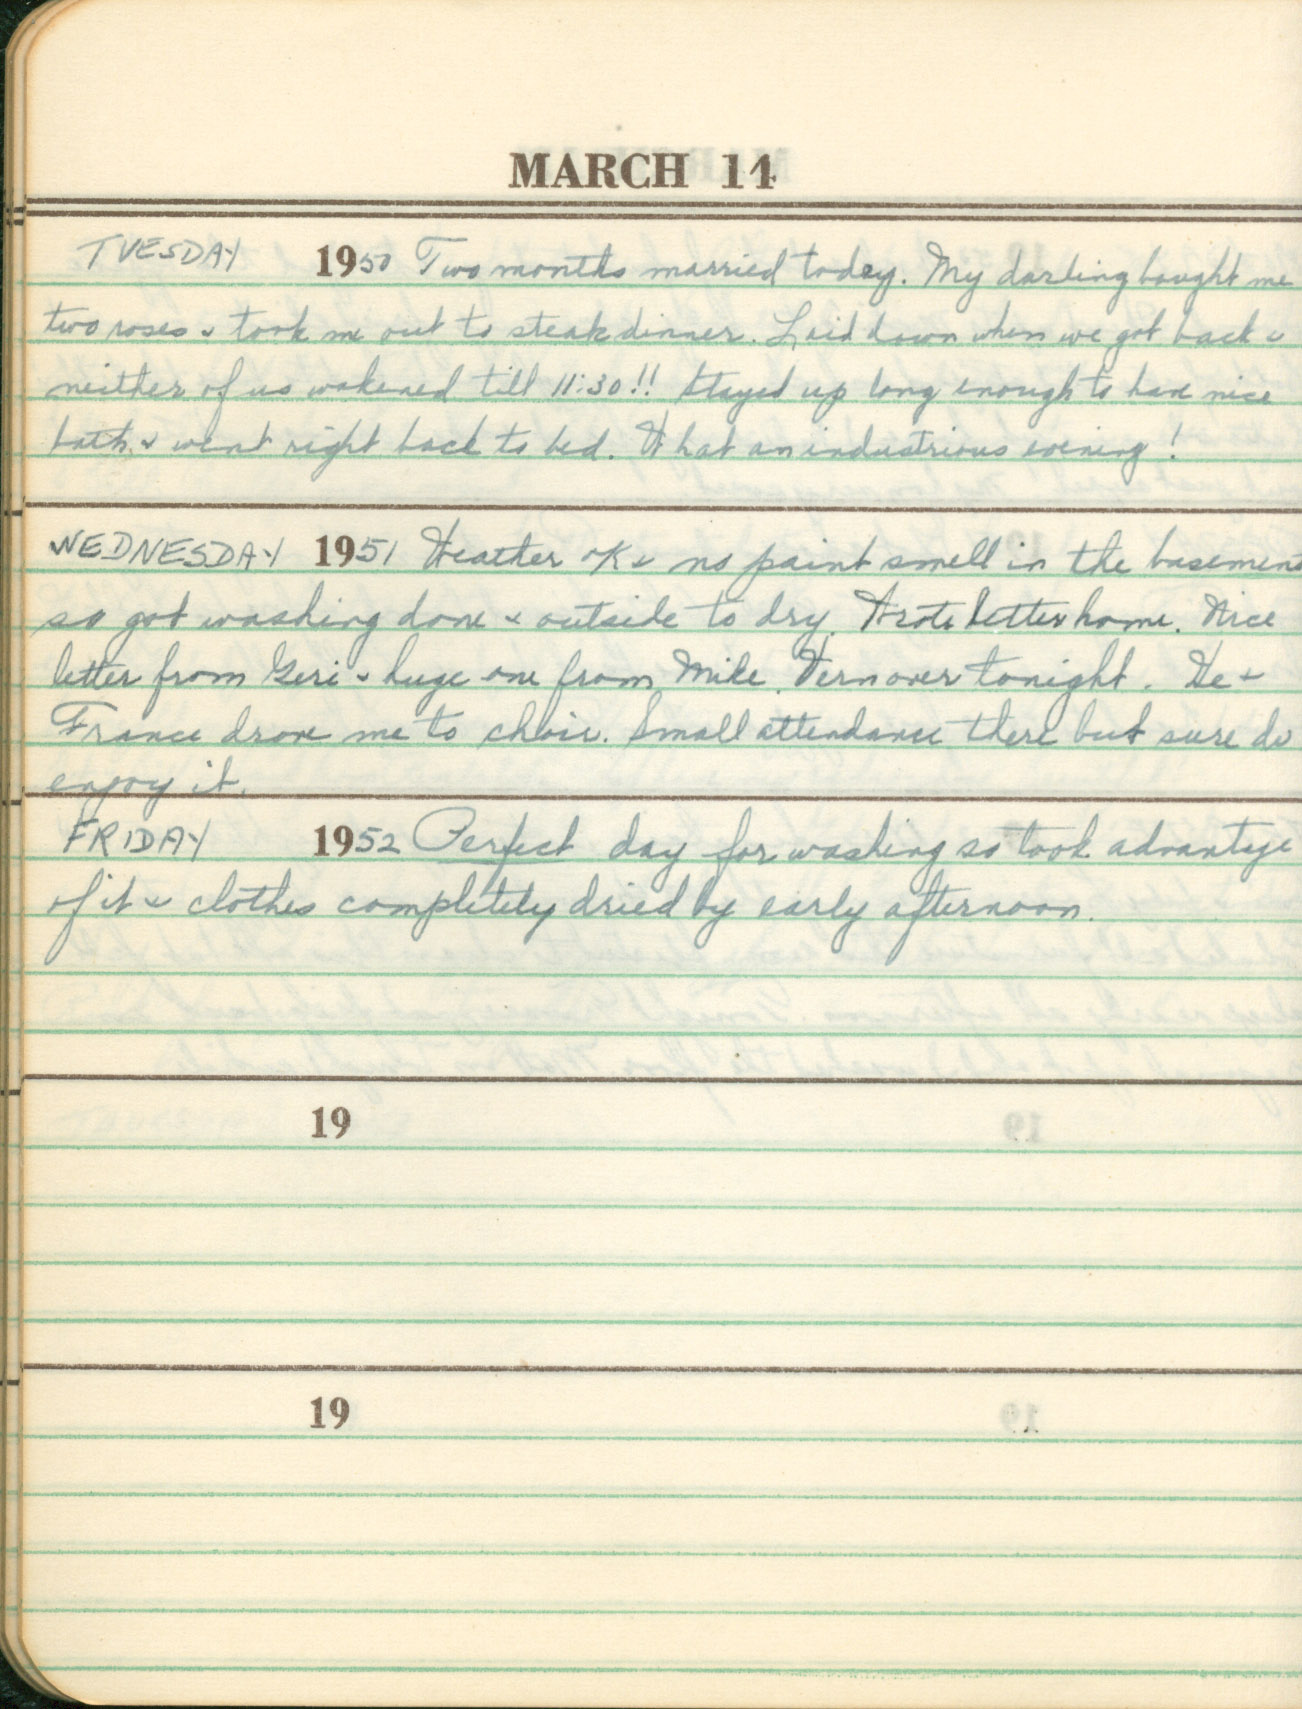 MARCH 14
TUESDAY 1950 Two months married today. My darling bought me
two roses & took me out to steak dinner. Laid down when we got back &
neither of us wakened till 11:30!! Stayed up long enough to have nice
bath & went right back to bed. What an industrious evening!
WEDNESDAY 1951 Weather OK & no paint smell in the basement
so got washing done & outside to dry. Wrote letter home. Nice
letter from Geri & huge one from Mike. Vern over tonight. He &
France drove me to choir. Small attendance there but sure do
enjoy it.
FRIDAY 1952 Perfect day for washing so took advantage
of it & clothes completely dried by early afternoon.
19
19